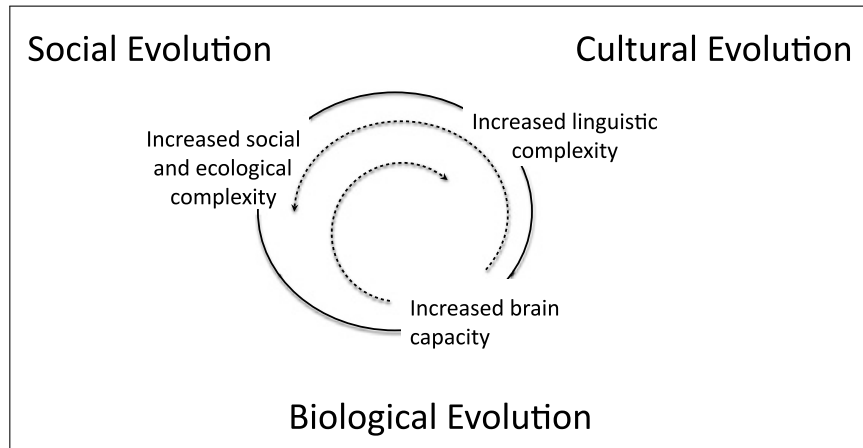 Social Evolution
Cultural Evolution
Increased social
and ecological
complexity
Increased linguistic
complexity
Increased brain
capacity
Biological Evolution